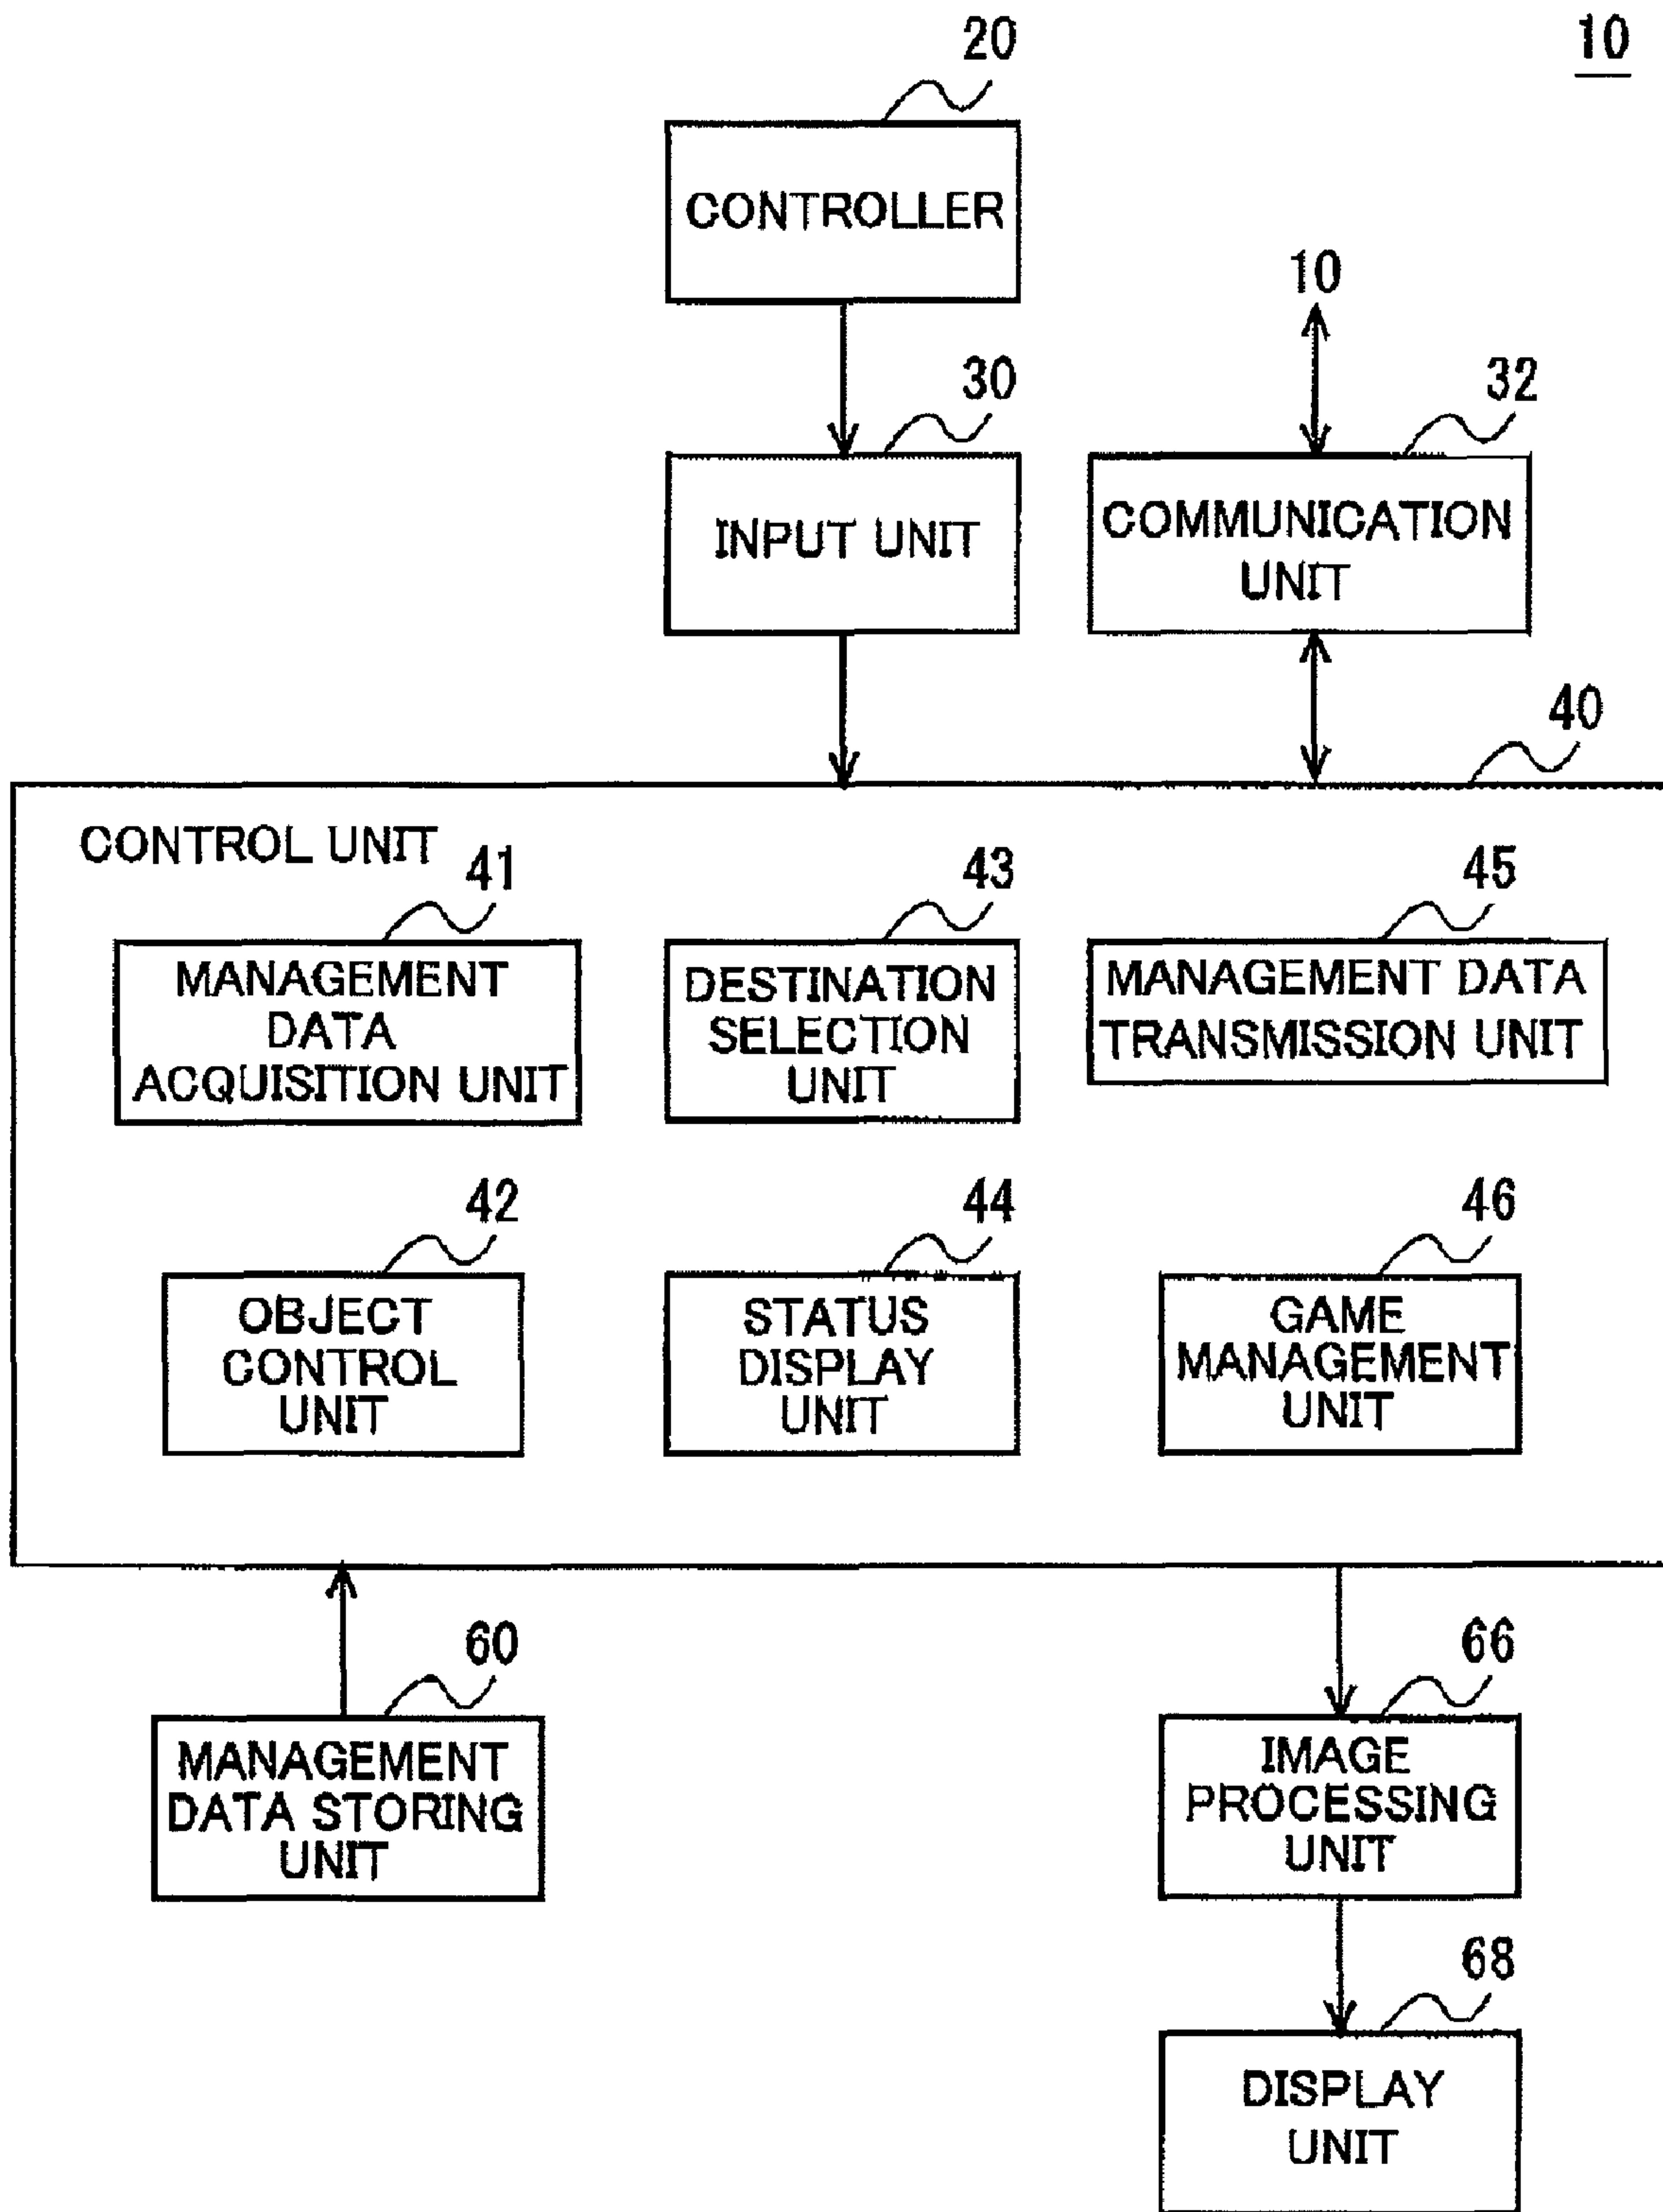 10
20
CONTROLLER
10
30
INPUT UNIT
32
COMMUNICATION
UNIT
40
CONTROL UNIT
41
MANAGEMENT
DATA
ACQUISITION UNIT
43
DESTINATION
SELECTION
UNIT
45
MANAGEMENT DATA
TRANSMISSION UNIT
42
OBJECT
CONTROL
UNIT
44
STATUS
DISPLAY
UNIT
46
GAME
MANAGEMENT
UNIT
60
MANAGEMENT
DATA STORING
UNIT
66
IMAGE
PROCESSING
UNIT
68
DISPLAY
UNIT